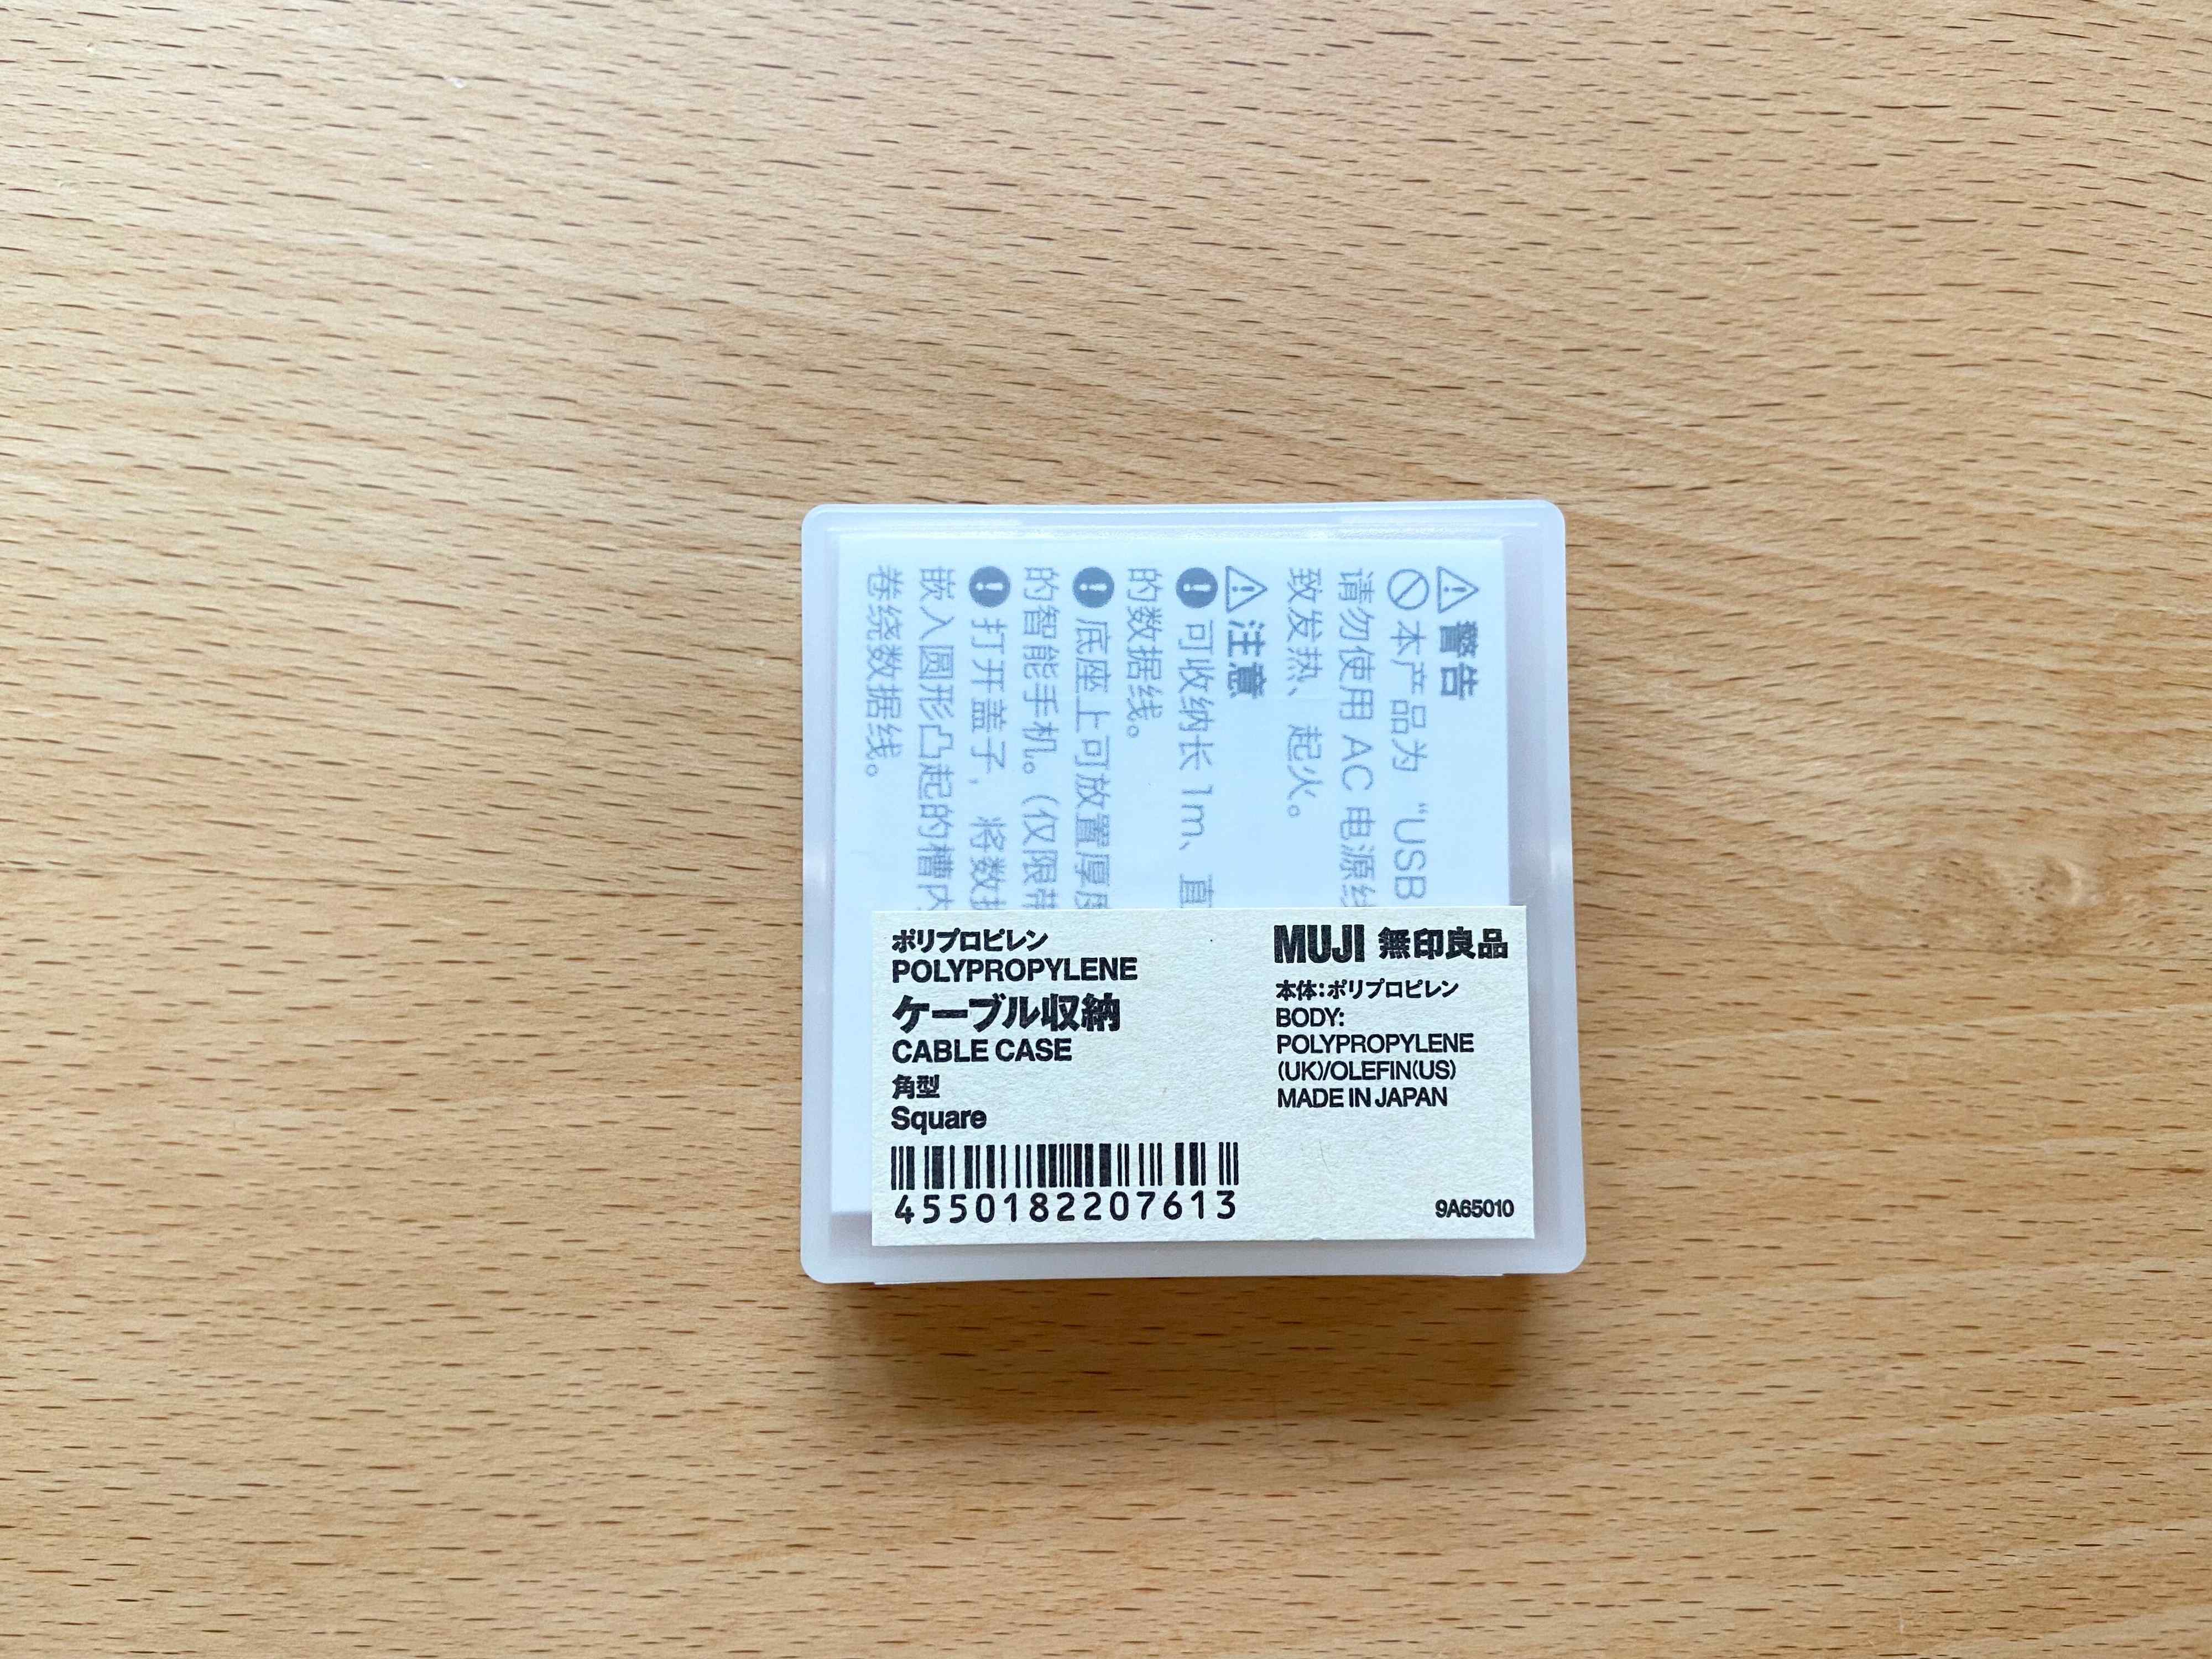 ⚠警告
本产品为“USB
请勿使用 AC 电源线
致发热、起火。
⚠注意
可收纳长 1m、直
的数据线。
底座上可放置厚度
的智能手机。（仅限带
打开盖子，将数据
嵌入圆形凸起的槽内
卷绕数据线。
ポリプロピレン
POLYPROPYLENE
ケーブル収納
CABLE CASE
角型
Square
4550182207613
MUJI 無印良品
本体:ポリプロピレン
BODY:
POLYPROPYLENE
(UK)/OLEFIN(US)
MADE IN JAPAN
9A65010